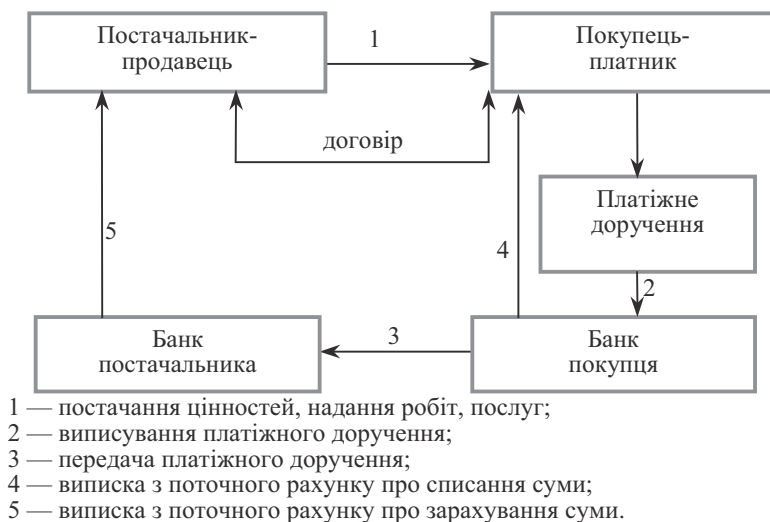 Постачальник-
продавець
1
Покупець-
платник
договір
Платіжне
доручення
5
4
2
Банк
постачальника
3
Банк
покупця
1 — постачання цінностей, надання робіт, послуг;
2 — виписування платіжного доручення;
3 — передача платіжного доручення;
4 — виписка з поточного рахунку про списання суми;
5 — виписка з поточного рахунку про зарахування суми.